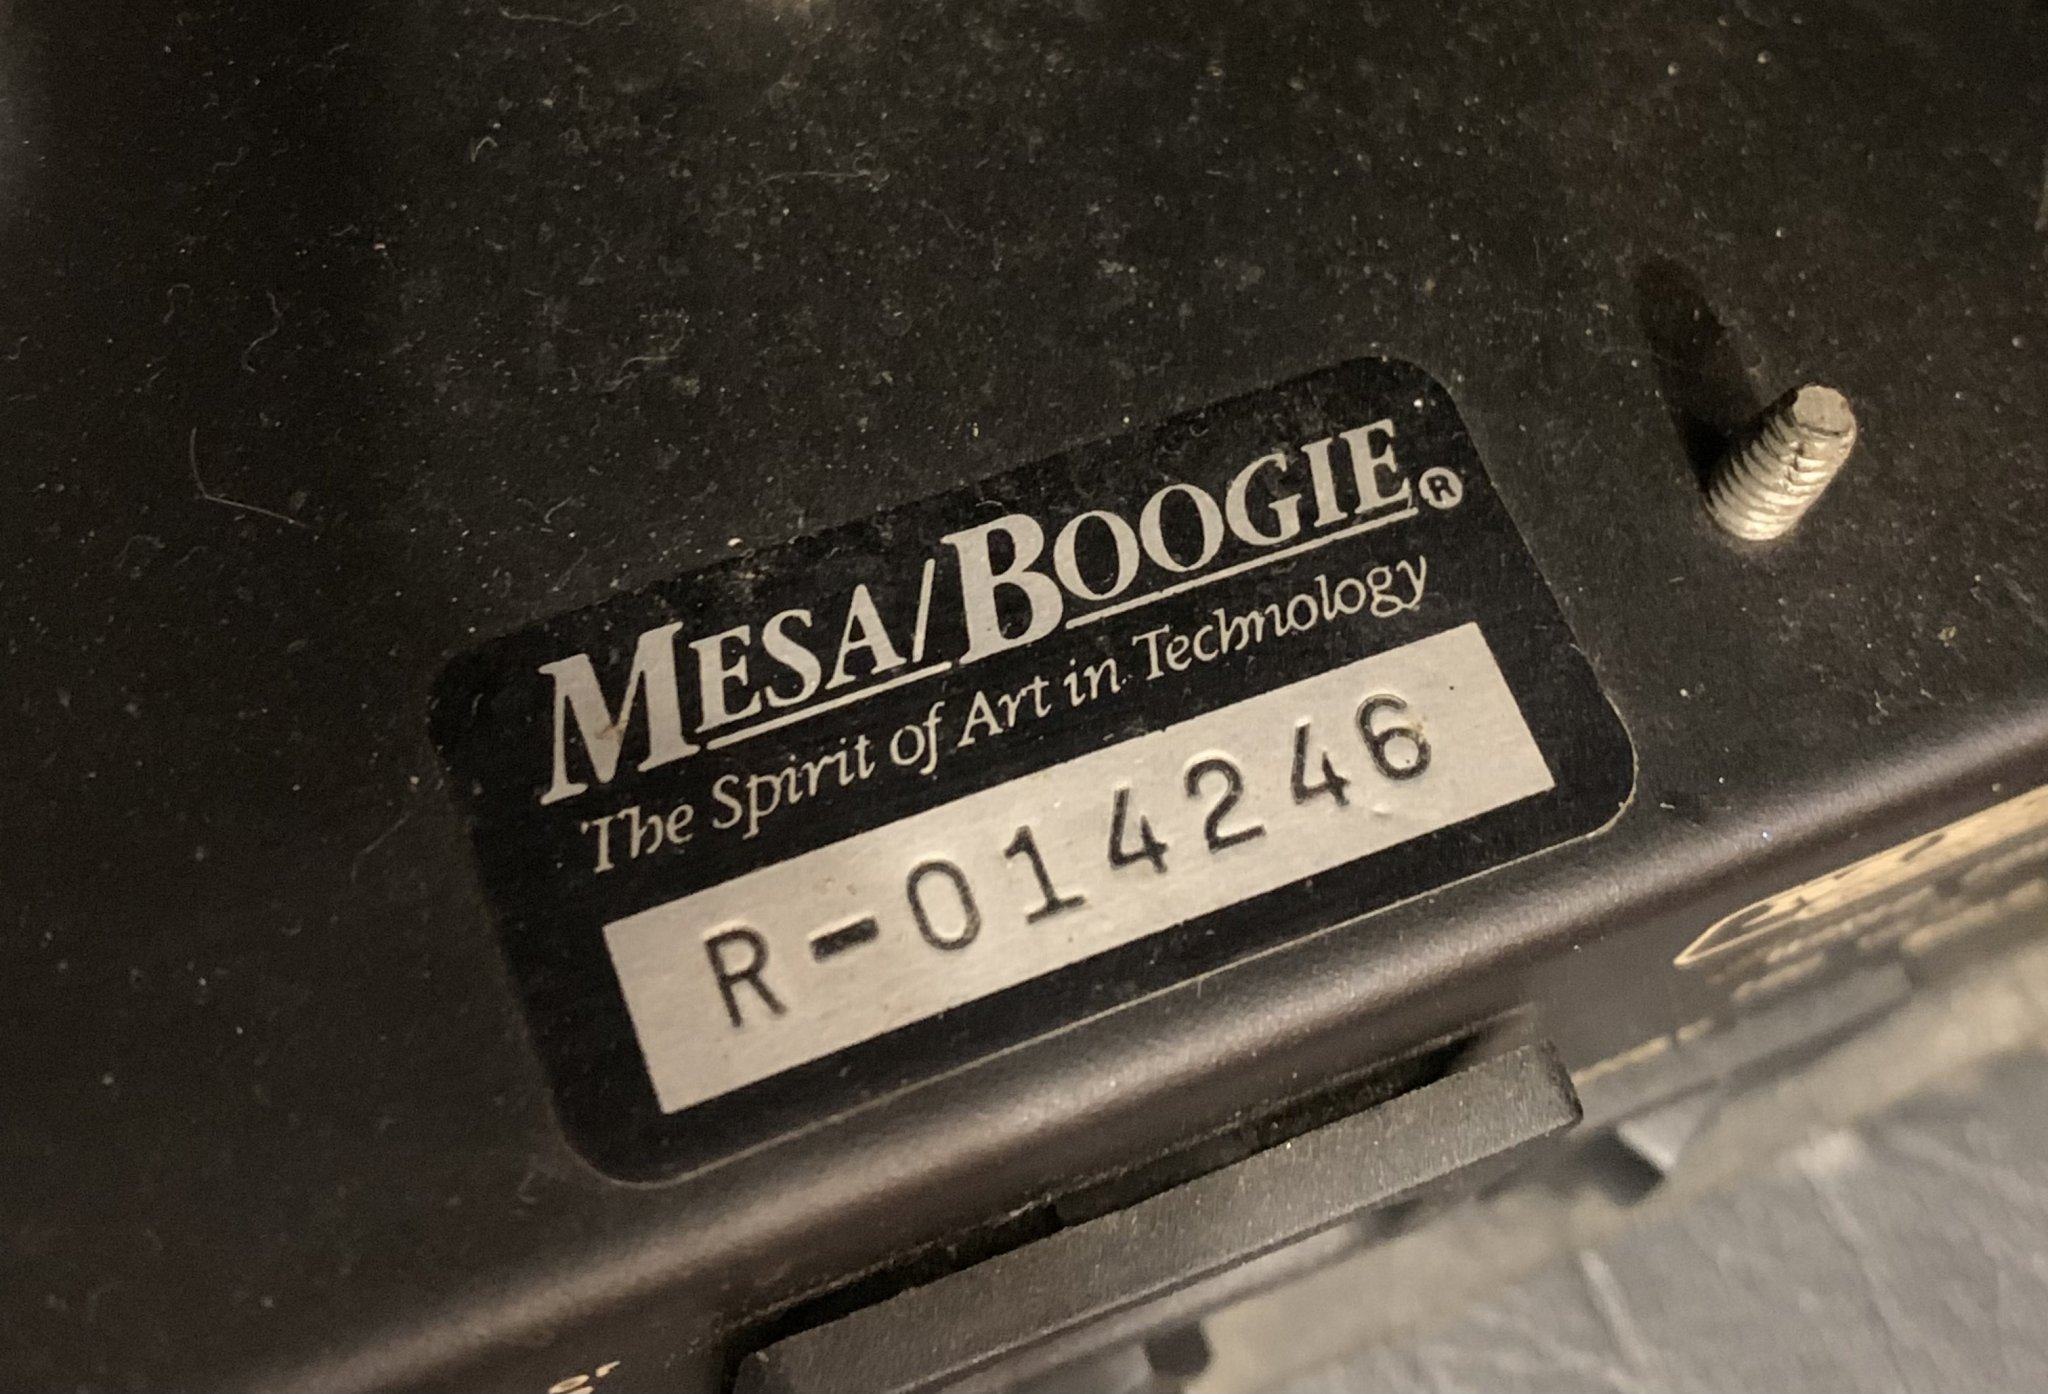 MESA/BOOGIE®
The Spirit of Art in Technology
R-014246